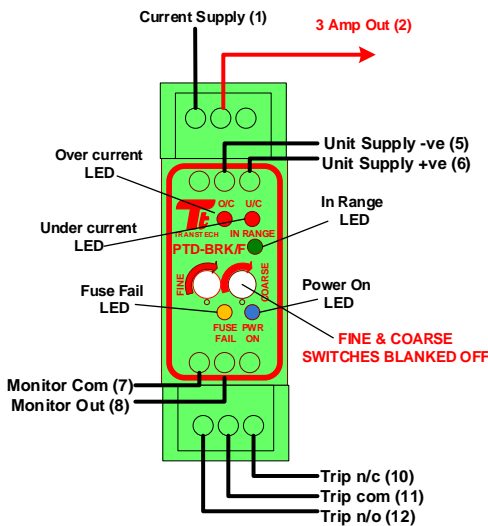 Current Supply (1)
3 Amp Out (2)
Unit Supply -ve (5)
Unit Supply +ve (6)
Over current
LED
O/C U/C
In Range
LED
Under current
LED
Tt
TRANSTECH
IN RANGE
PTD-BRK/F
FINE
COARSE
Fuse Fail
LED
Power On
LED
FUSE
FAIL
PWR
ON
FINE & COARSE
SWITCHES BLANKED OFF
Monitor Com (7)
Monitor Out (8)
Trip n/c (10)
Trip com (11)
Trip n/o (12)